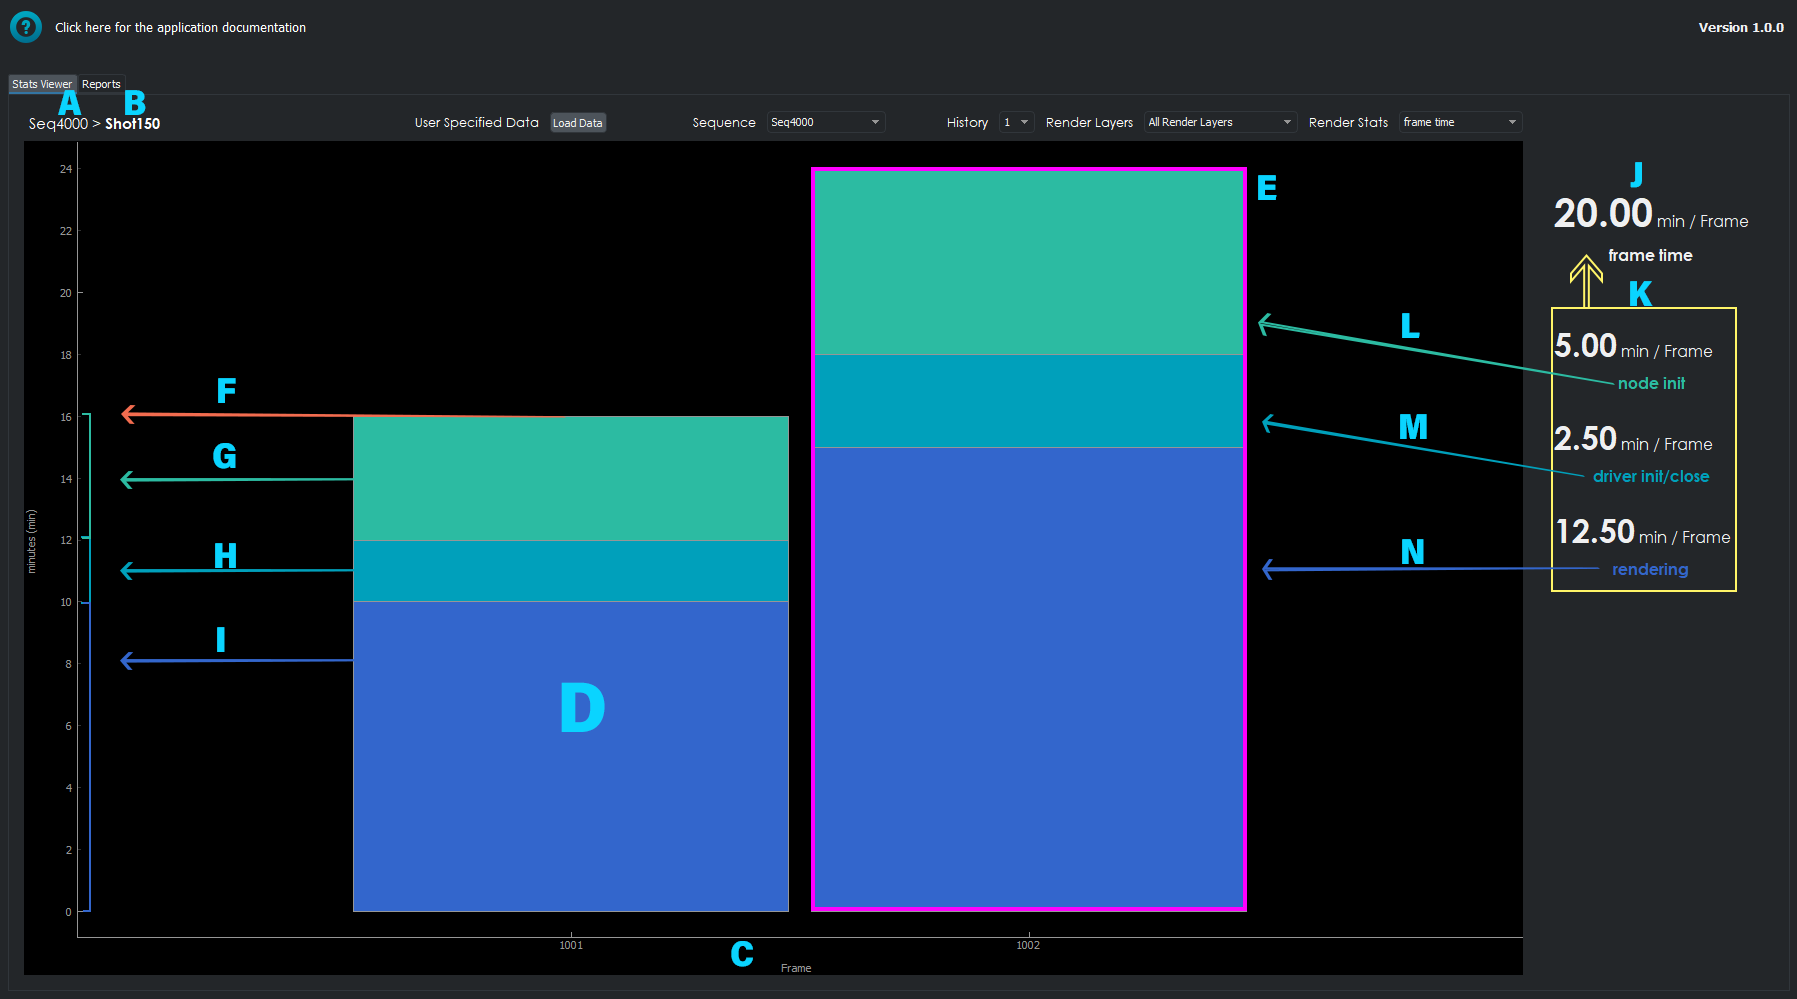 Click here for the application documentation
Version 1.0.0
Stats Viewer Reports
A B
Seq4000 > Shot150 User Specified Data Load Data Sequence Seq4000 History 1 Render Layers All Render Layers Render Stats frame time
24
22
20
18
16
14
12
10
8
6
4
2
0
minutes (min)
F
G
H
I
D
E
1001 1002
C
Frame
J
20.00 min / Frame
frame time
K
L
5.00 min / Frame
node init
M
2.50 min / Frame
driver init/close
N
12.50 min / Frame
rendering